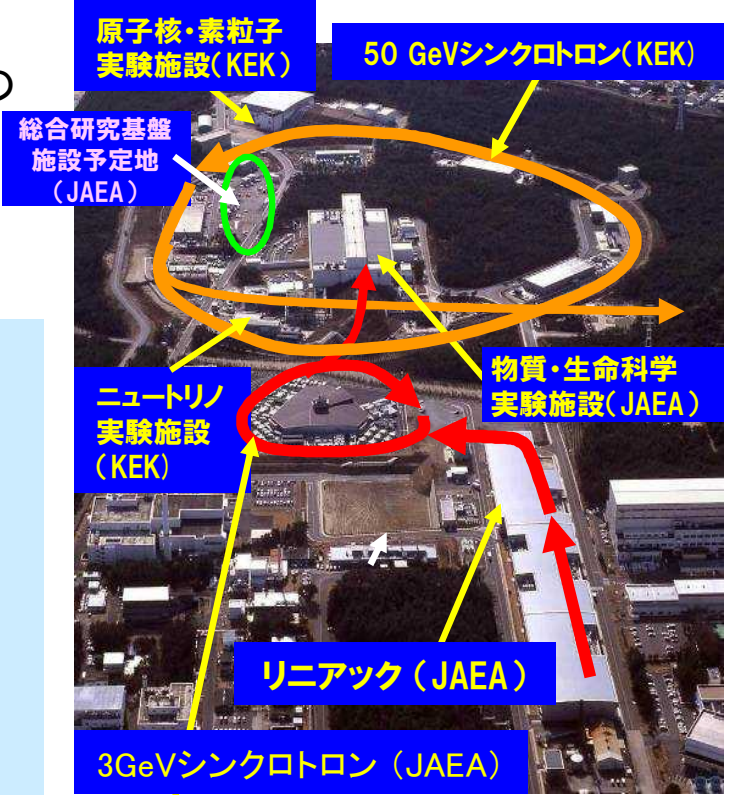 原子核・素粒子
実験施設(KEK)
50 GeVシンクロトロン(KEK)
の
総合研究基盤
施設予定地
(JAEA)
物質・生命科学
実験施設(JAEA)
ニュートリノ
実験施設
(KEK)
リニアック(JAEA)
3GeVシンクロトロン(JAEA)